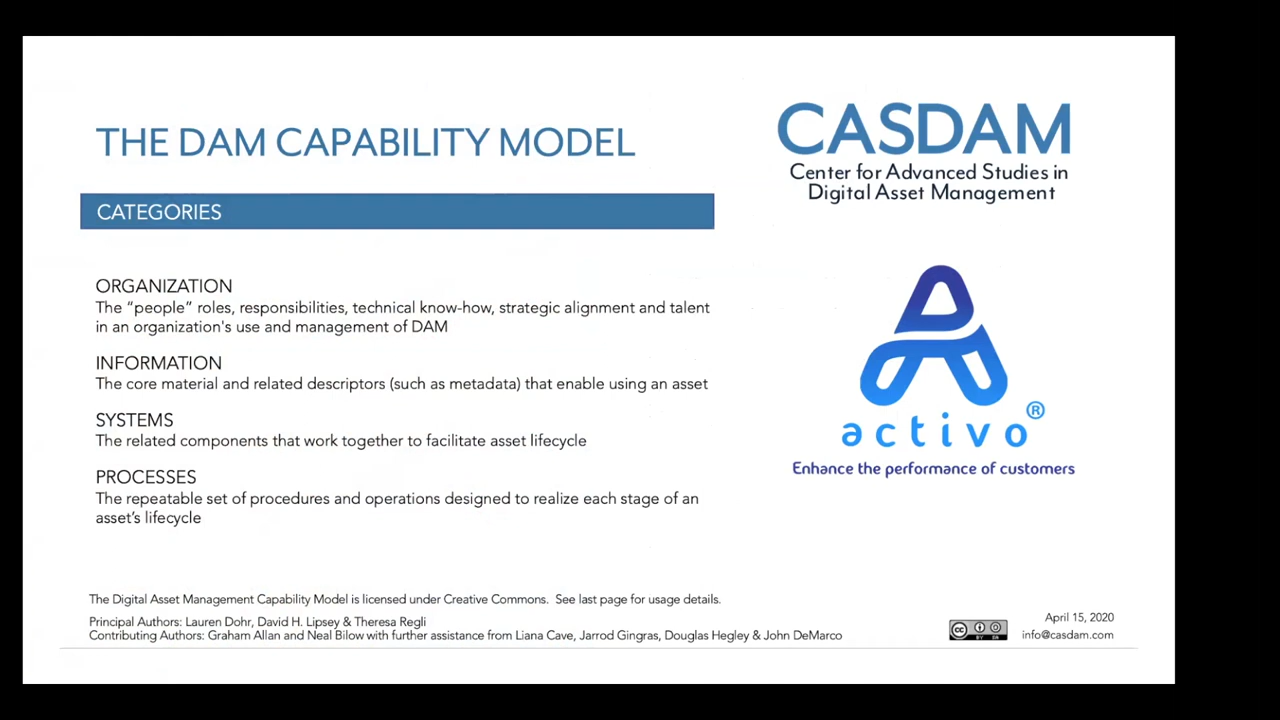 THE DAM CAPABILITY MODEL
CATEGORIES
ORGANIZATION
The “people” roles, responsibilities, technical know-how, strategic alignment and talent
in an organization's use and management of DAM
INFORMATION
The core material and related descriptors (such as metadata) that enable using an asset
SYSTEMS
The related components that work together to facilitate asset lifecycle
PROCESSES
The repeatable set of procedures and operations designed to realize each stage of an
asset’s lifecycle
CASDAM
Center for Advanced Studies in
Digital Asset Management
activo®
Enhance the performance of customers
The Digital Asset Management Capability Model is licensed under Creative Commons.  See last page for usage details.
Principal Authors: Lauren Dohr, David H. Lipsey & Theresa Regli
Contributing Authors: Graham Allan and Neal Bilow with further assistance from Liana Cave, Jarrod Gingras, Douglas Hegley & John DeMarco
cc
BY
April 15, 2020
info@casdam.com